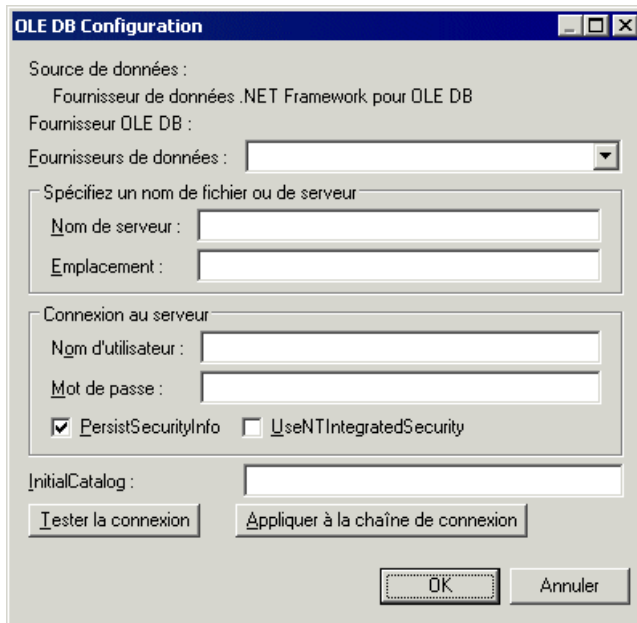 OLE DB Configuration
Source de données :
Fournisseur de données .NET Framework pour OLE DB
Fournisseur OLE DB :
Fournisseurs de données :
Spécifiez un nom de fichier ou de serveur
Nom de serveur :
Emplacement :
Connexion au serveur
Nom d'utilisateur :
Mot de passe :
PersistSecurityInfo UseNTIntegratedSecurity
InitialCatalog :
Tester la connexion Appliquer à la chaîne de connexion
OK Annuler